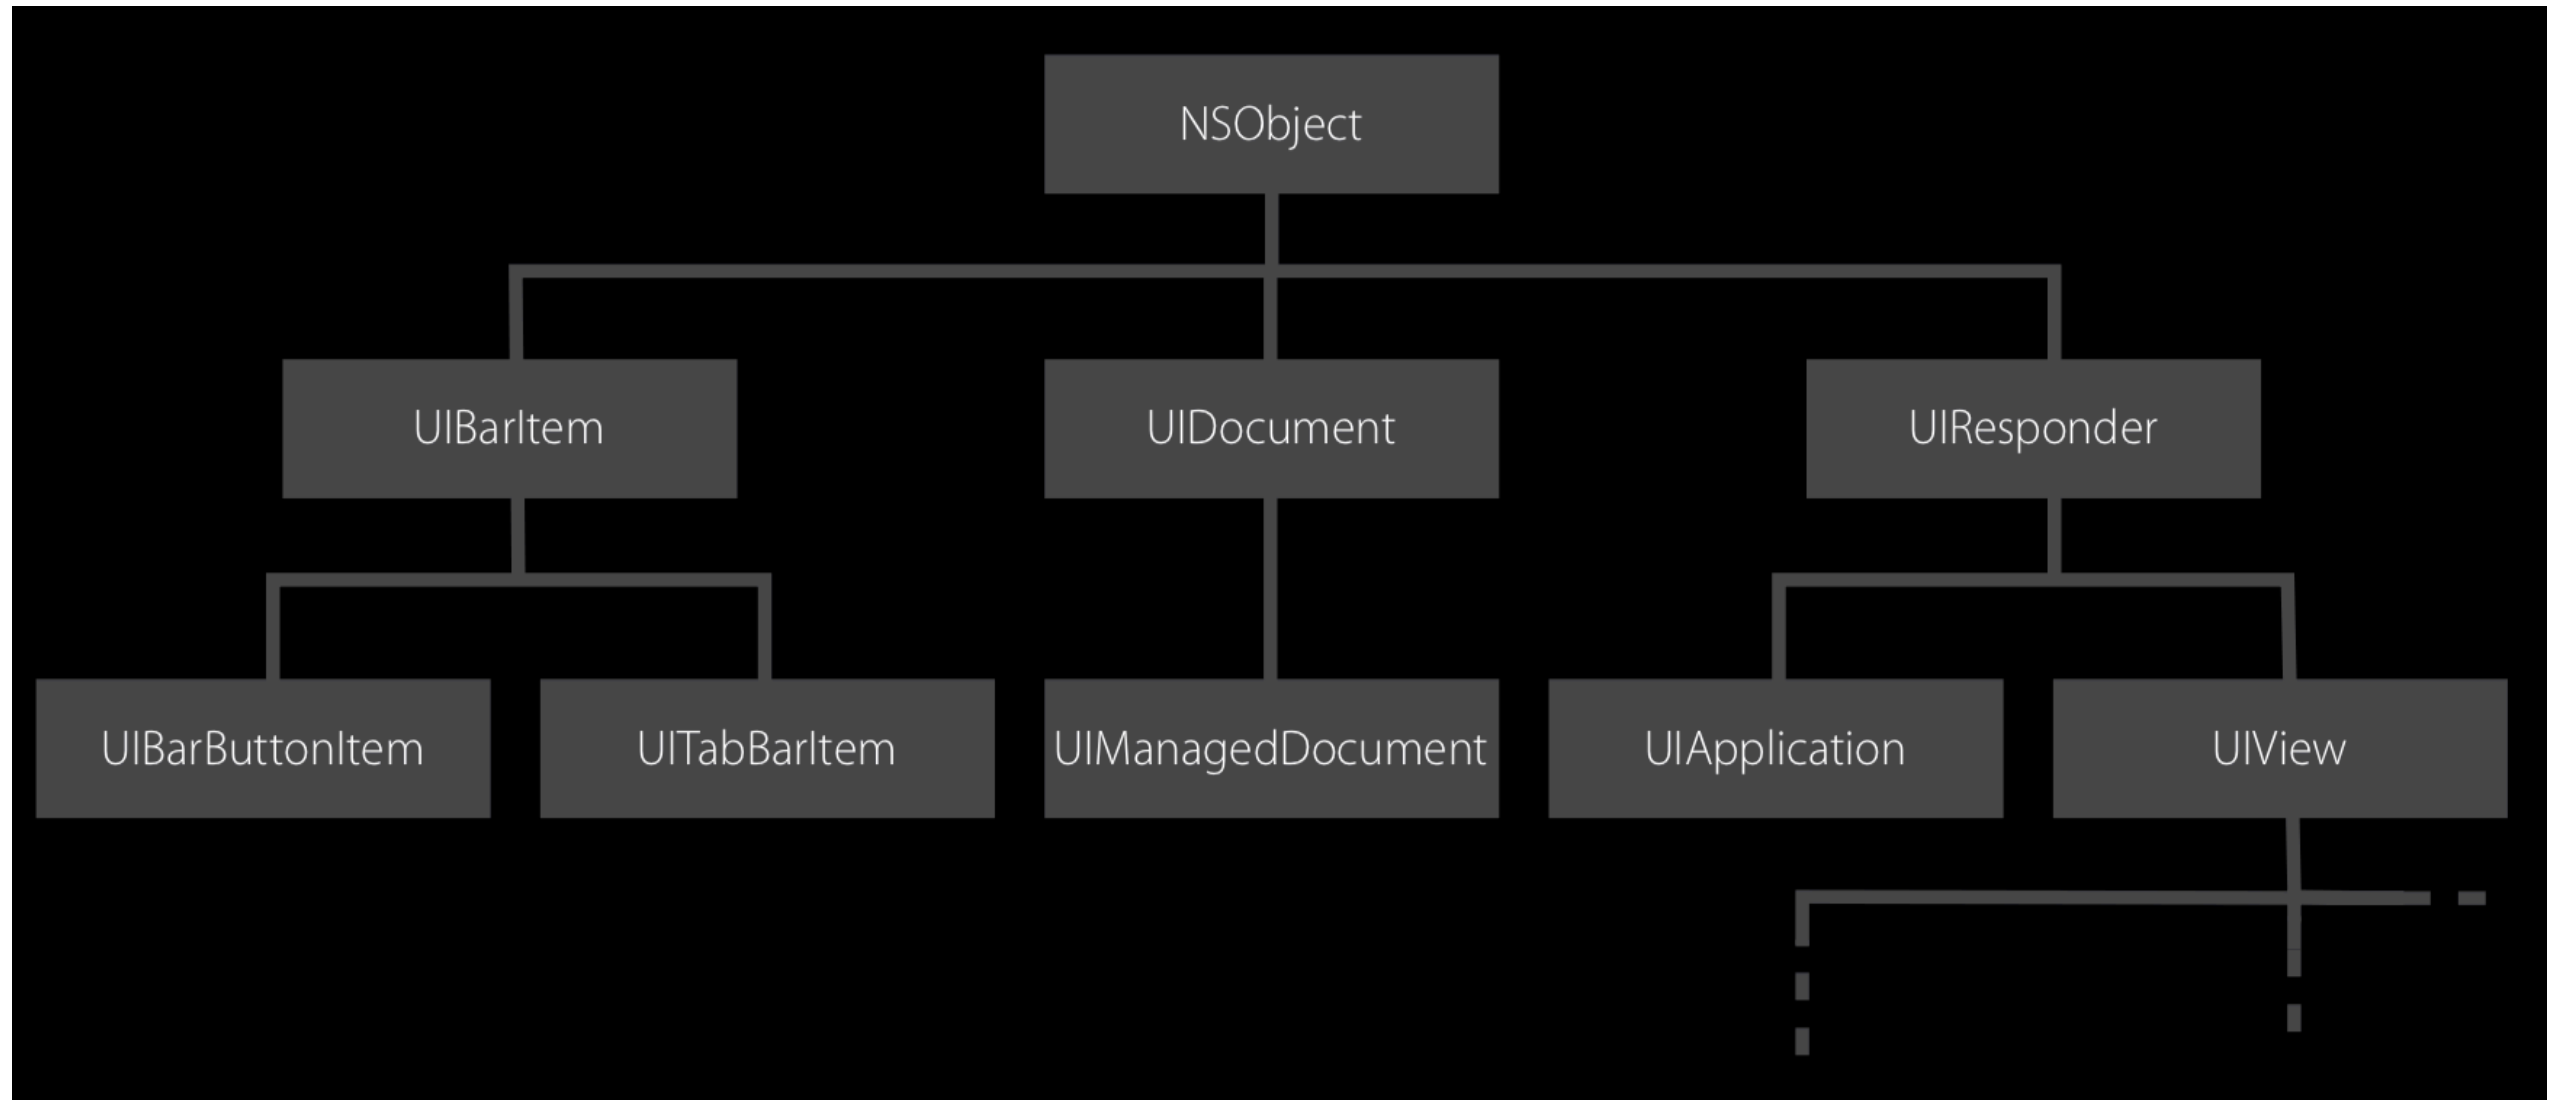 NSObject
UIBarItem
UIDocument
UIResponder
UIBarButtonItem
UITabBarItem
UIManagedDocument
UIApplication
UIView